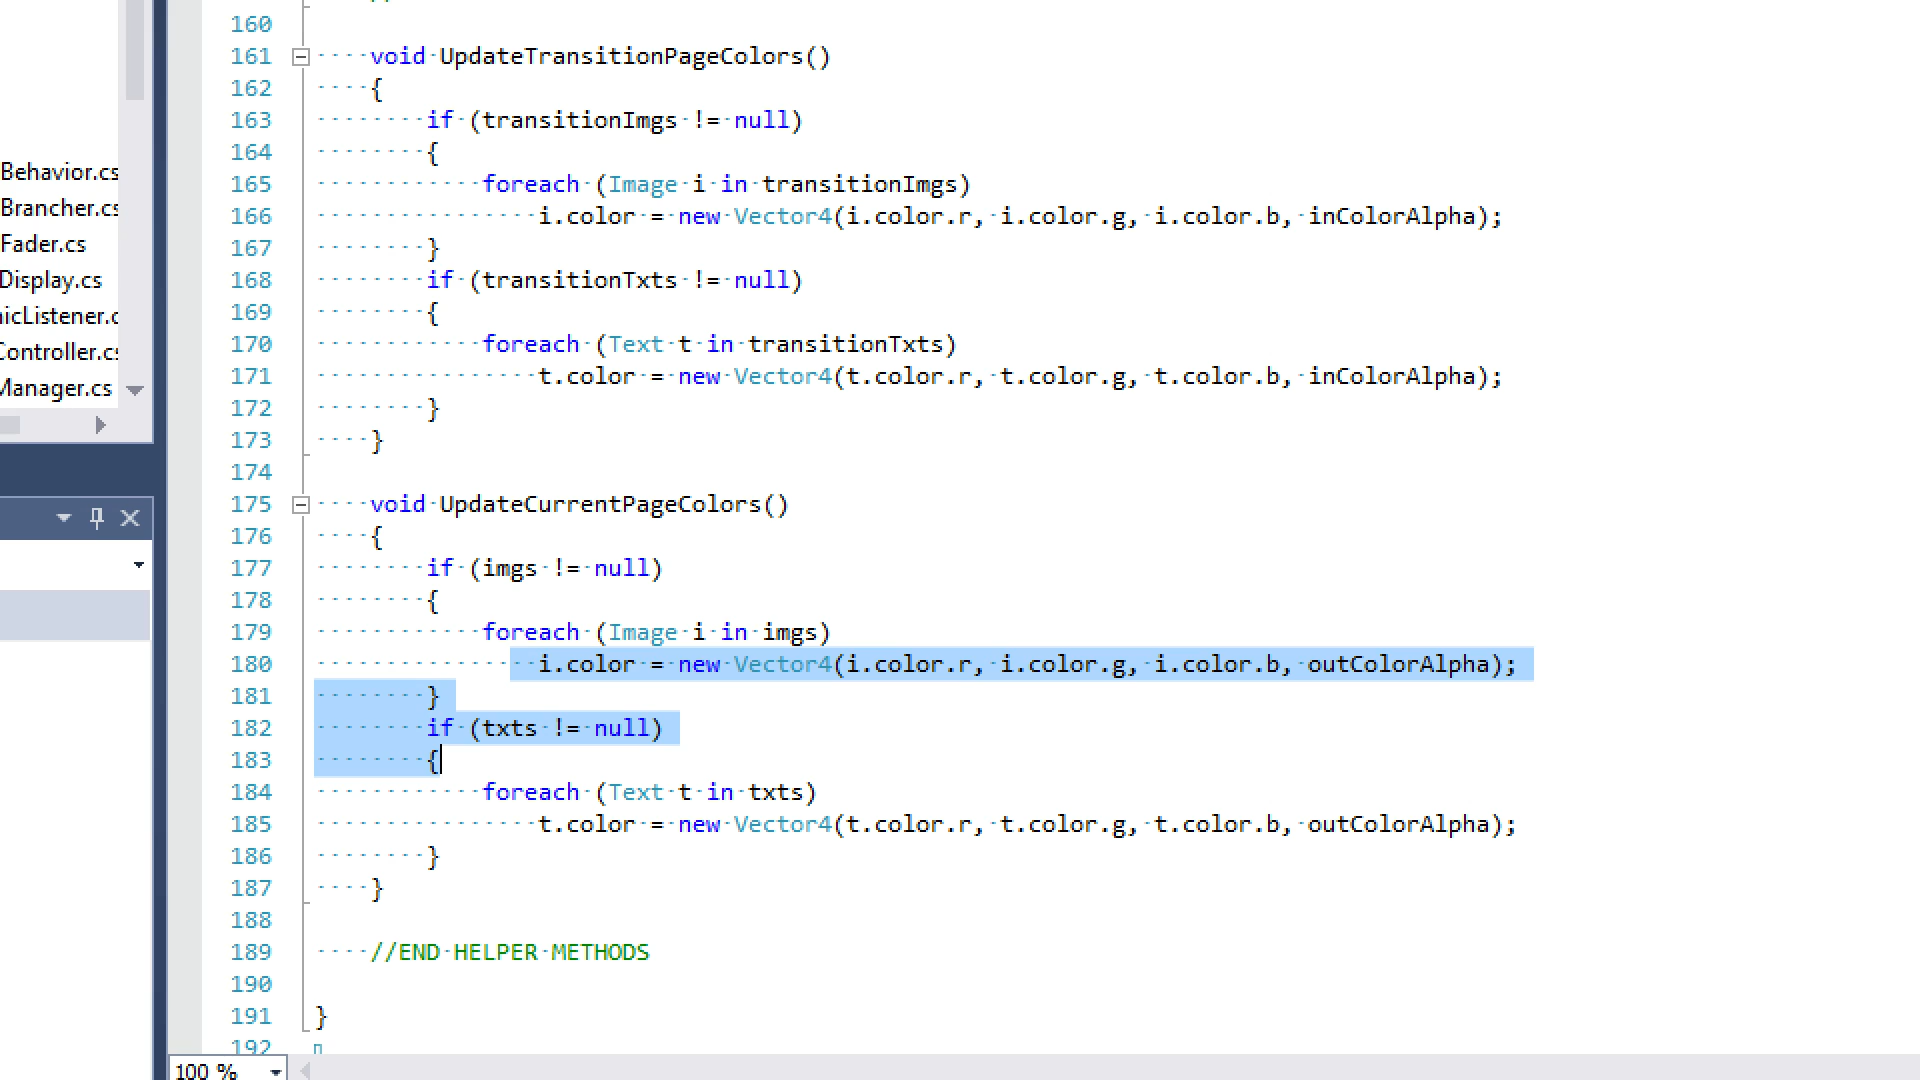 160
161 void UpdateTransitionPageColors()
162 {
163 if (transitionImgs != null)
164 {
165 foreach (Image i in transitionImgs)
166 i.color = new Vector4(i.color.r, i.color.g, i.color.b, inColorAlpha);
167 }
168 if (transitionTxts != null)
169 {
170 foreach (Text t in transitionTxts)
171 t.color = new Vector4(t.color.r, t.color.g, t.color.b, inColorAlpha);
172 }
173 }
174
175 void UpdateCurrentPageColors()
176 {
177 if (imgs != null)
178 {
179 foreach (Image i in imgs)
180 i.color = new Vector4(i.color.r, i.color.g, i.color.b, outColorAlpha);
181 }
182 if (txts != null)
183 {
184 foreach (Text t in txts)
185 t.color = new Vector4(t.color.r, t.color.g, t.color.b, outColorAlpha);
186 }
187 }
188
189 //END HELPER METHODS
190
191 }
192
Behavior.cs
Brancher.cs
Fader.cs
Display.cs
icListener.c
Controller.cs
Manager.cs
100 %